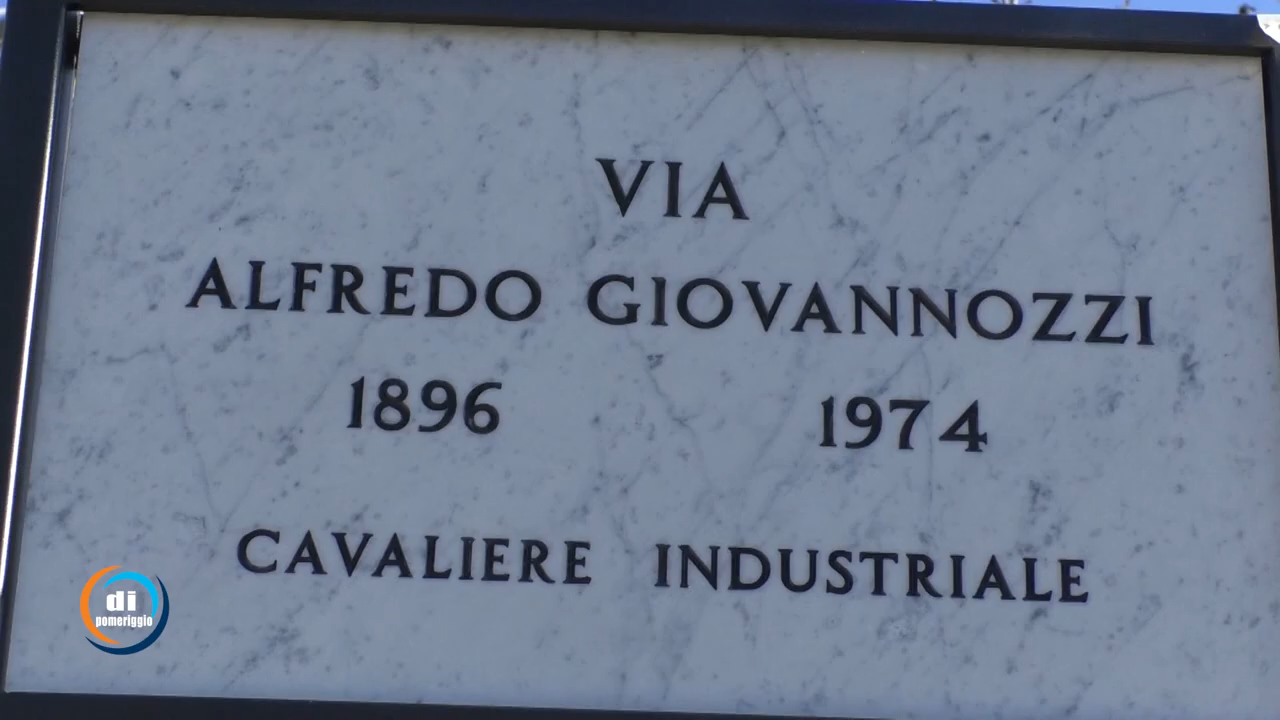 VIA
ALFREDO GIOVANNOZZI
1896 1974
CAVALIERE INDUSTRIALE
di
pomeriggio